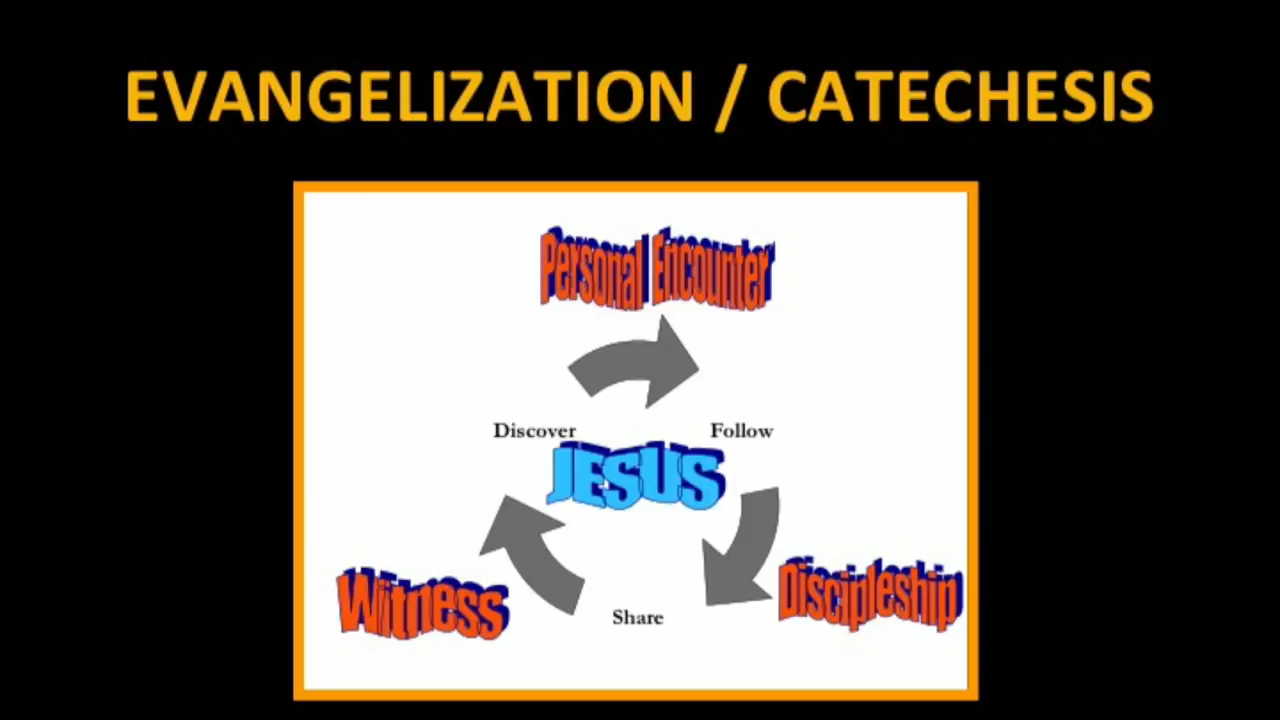 EVANGELIZATION / CATECHESIS
Personal Encounter
Discover
Follow
JESUS
Witness
Discipleship
Share